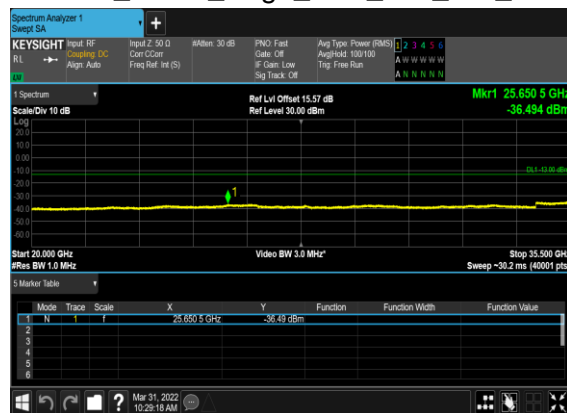 Spectrum Analyzer 1
Swept SA
+
KEYSIGHT Input: RF Input Z: 50 Ω #Atten: 30 dB PNO: Fast Avg Type: Power (RMS) 1 2 3 4 5 6
RL Coupling: DC Corr CCorr Gate: Off Avg|Hold: 100/100 A W W W W W
Align: Auto Freq Ref: Int (S) IF Gain: Low Trig: Free Run
Sig Track: Off A N N N N N
1 Spectrum Ref Lvl Offset 15.57 dB Mkr1 25.650 5 GHz
Scale/Div 10 dB Ref Level 30.00 dBm -36.494 dBm
Log
20.0
10.0
0.00
-10.0 DL1 -13.00 dBm
-20.0
-30.0 1
-40.0
-50.0
-60.0
Start 20.000 GHz Video BW 3.0 MHz* Stop 35.500 GHz
#Res BW 1.0 MHz Sweep ~30.2 ms (40001 pts
5 Marker Table
Mode Trace Scale X Y Function Function Width Function Value
1 N 1 f 25.650 5 GHz -36.49 dBm
2
3
4
5
6
? Mar 31, 2022
10:29:18 AM